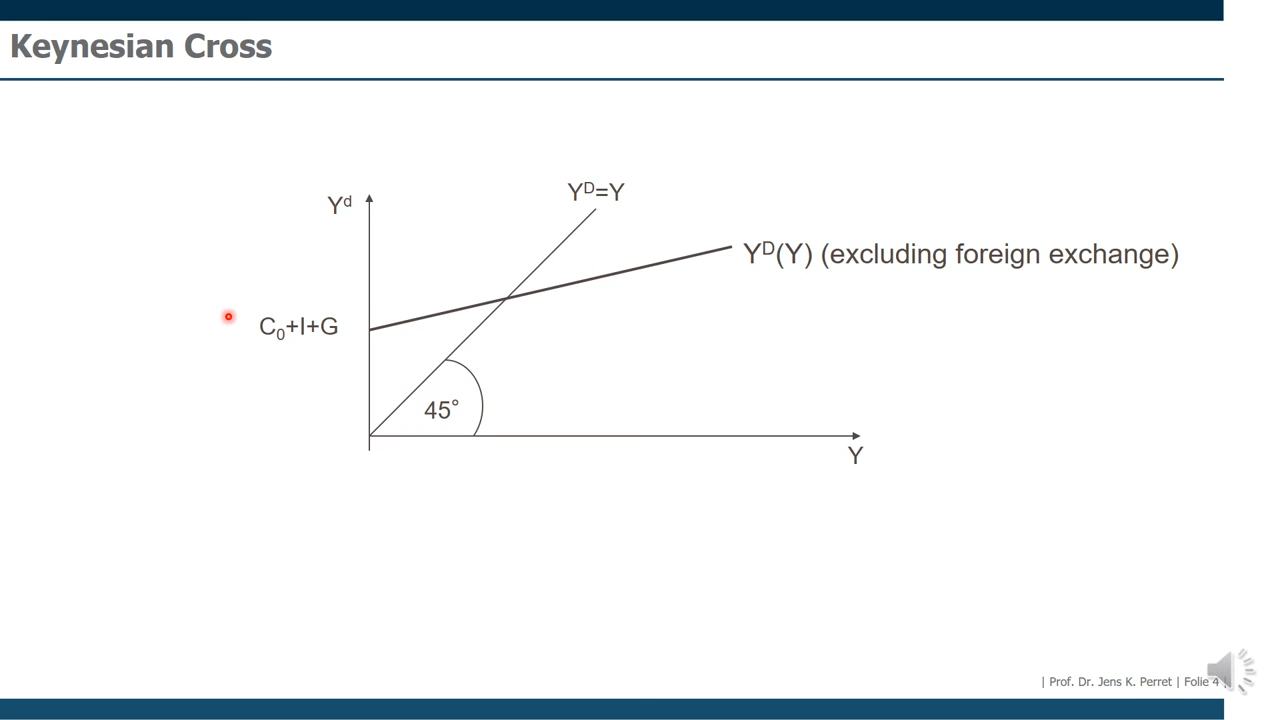 Keynesian Cross
Yᴰ=Y
Yᵈ
Yᴰ(Y) (excluding foreign exchange)
C₀+I+G
45°
Y
| Prof. Dr. Jens K. Perret | Folie 4 |